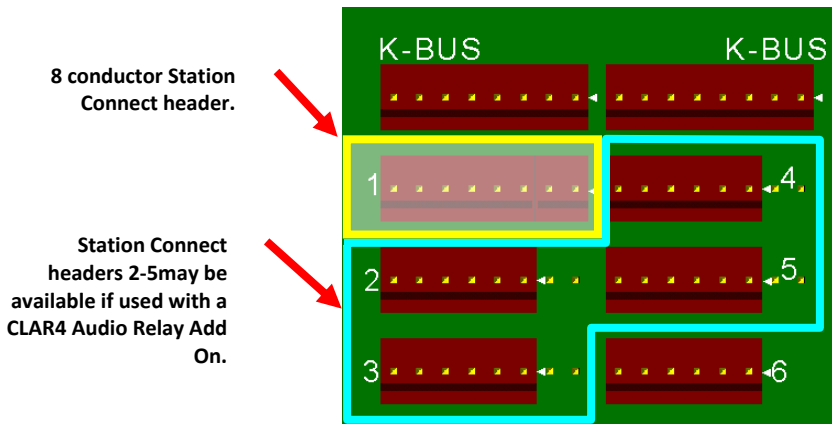 K-BUS K-BUS
8 conductor Station
Connect header.
1 4
Station Connect
headers 2-5may be
available if used with a
CLAR4 Audio Relay Add
On.
2 5
3 6